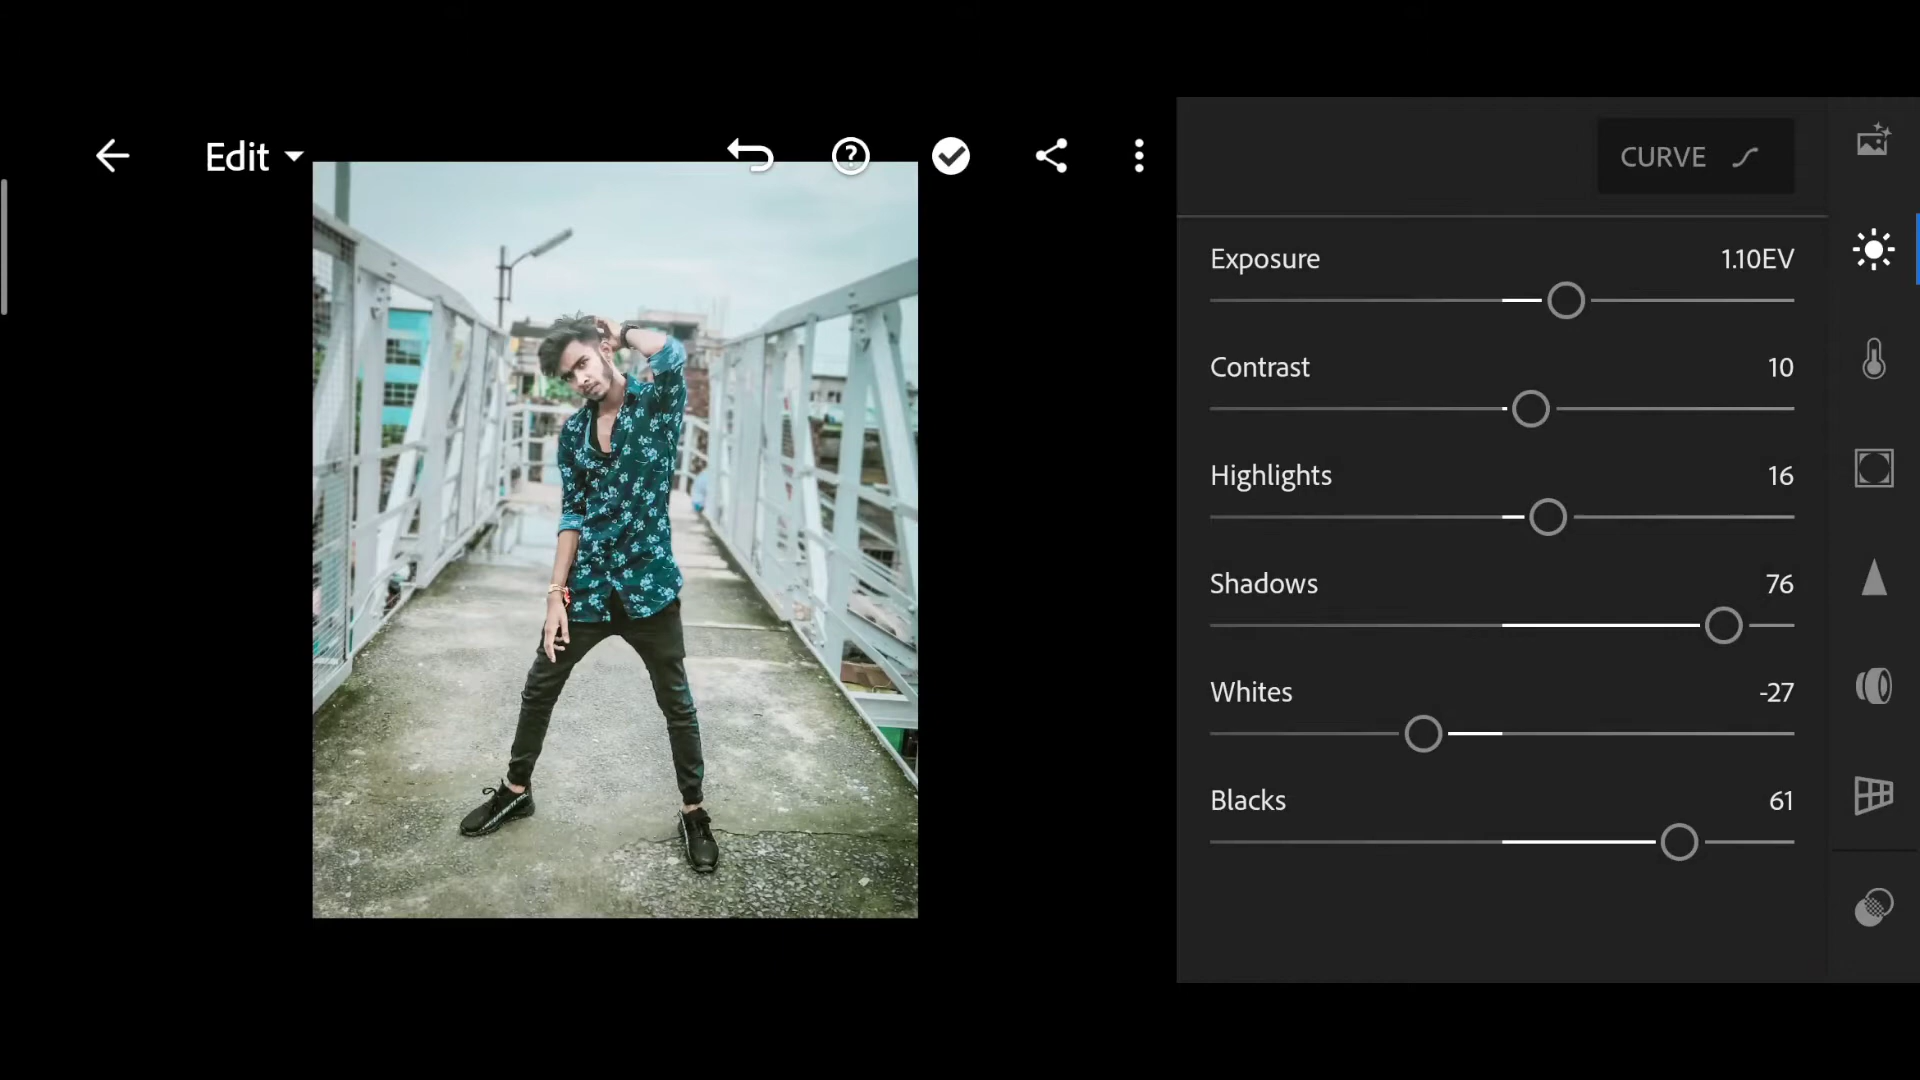 Edit
CURVE
Exposure 1.10EV
Contrast 10
Highlights 16
Shadows 76
Whites -27
Blacks 61